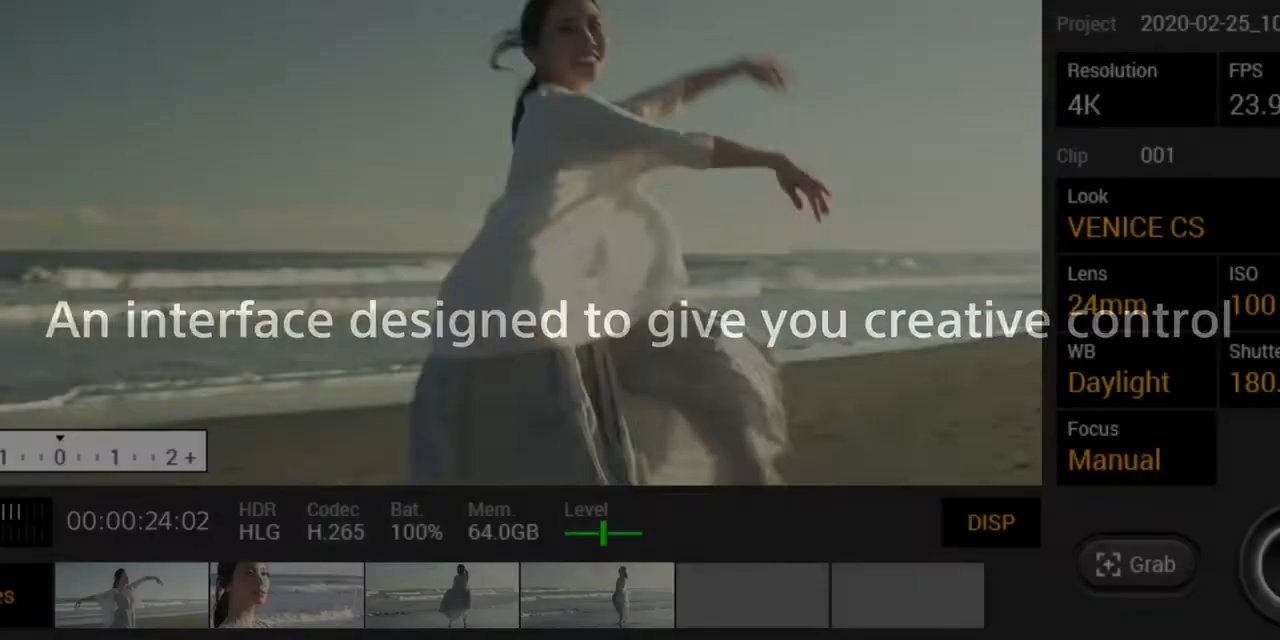 Project 2020-02-25_10
Resolution FPS
4K 23.9
Clip 001
Look
VENICE CS
Lens ISO
24mm 100
An interface designed to give you creative control
WB Shutte
Daylight 180.
Focus
Manual
1 0 1 2+
00:00:24:02
HDR Codec Bat. Mem. Level
HLG H.265 100% 64.0GB
DISP
Grab
es